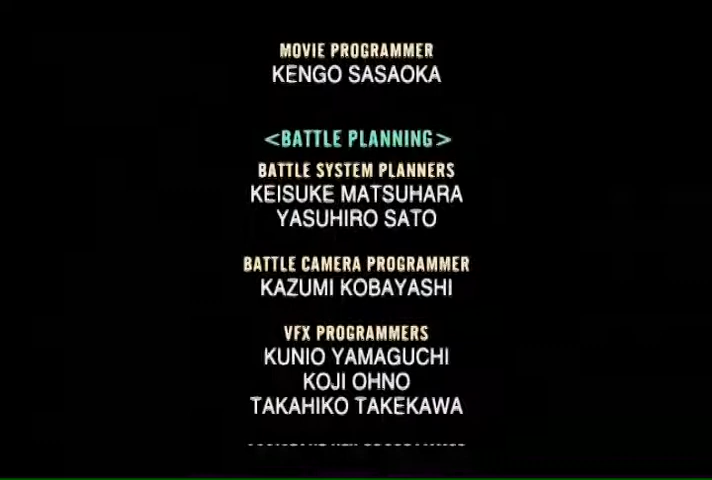 MOVIE PROGRAMMER
KENGO SASAOKA
<BATTLE PLANNING>
BATTLE SYSTEM PLANNERS
KEISUKE MATSUHARA
YASUHIRO SATO
BATTLE CAMERA PROGRAMMER
KAZUMI KOBAYASHI
VFX PROGRAMMERS
KUNIO YAMAGUCHI
KOJI OHNO
TAKAHIKO TAKEKAWA